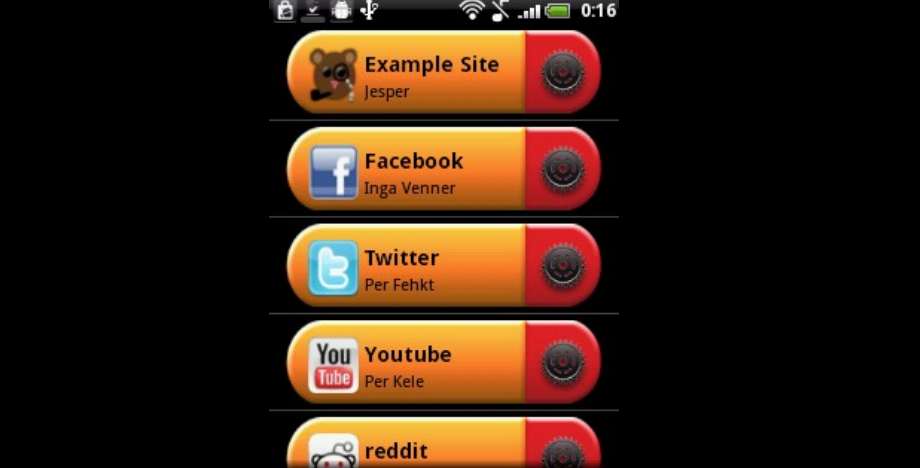 0:16
Example Site
Jesper
f
Facebook
Inga Venner
t
Twitter
Per Fehkt
You
Tube
Youtube
Per Kele
reddit